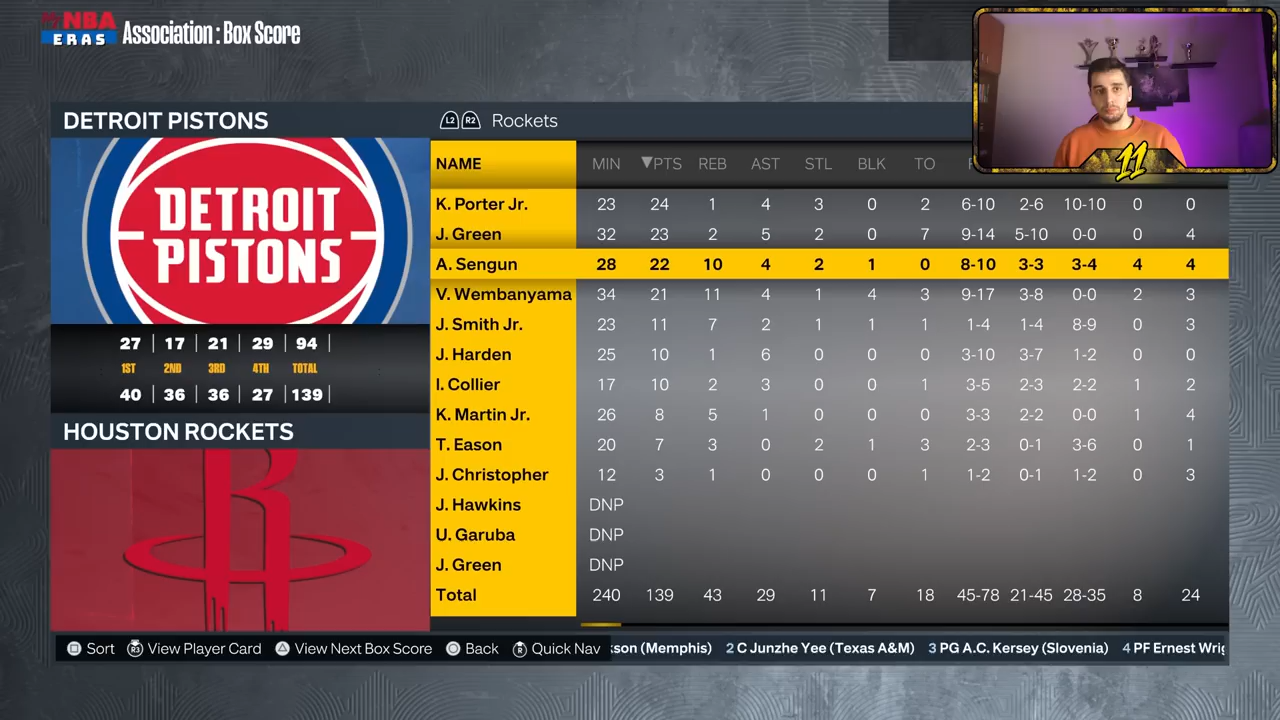 My NBA
ERAS
Association : Box Score
DETROIT PISTONS
DETROIT
PISTONS
27 | 17 | 21 | 29 | 94 |
1ST 2ND 3RD 4TH TOTAL
40 | 36 | 36 | 27 | 139 |
HOUSTON ROCKETS
R
L2 R2 Rockets
NAME MIN ▼PTS REB AST STL BLK TO
K. Porter Jr. 23 24 1 4 3 0 2 6-10 2-6 10-10 0 0
J. Green 32 23 2 5 2 0 7 9-14 5-10 0-0 0 4
A. Sengun 28 22 10 4 2 1 0 8-10 3-3 3-4 4 4
V. Wembanyama 34 21 11 4 1 4 3 9-17 3-8 0-0 2 3
J. Smith Jr. 23 11 7 2 1 1 1 1-4 1-4 8-9 0 3
J. Harden 25 10 1 6 0 0 0 3-10 3-7 1-2 0 0
I. Collier 17 10 2 3 0 0 1 3-5 2-3 2-2 1 2
K. Martin Jr. 26 8 5 1 0 0 0 3-3 2-2 0-0 1 4
T. Eason 20 7 3 0 2 1 3 2-3 0-1 3-6 0 1
J. Christopher 12 3 1 0 0 0 1 1-2 0-1 1-2 0 3
J. Hawkins DNP
U. Garuba DNP
J. Green DNP
Total 240 139 43 29 11 7 18 45-78 21-45 28-35 8 24
11
Sort R3 View Player Card View Next Box Score Back R Quick Nav kson (Memphis) 2 C Junzhe Yee (Texas A&M) 3 PG A.C. Kersey (Slovenia) 4 PF Ernest Wrig